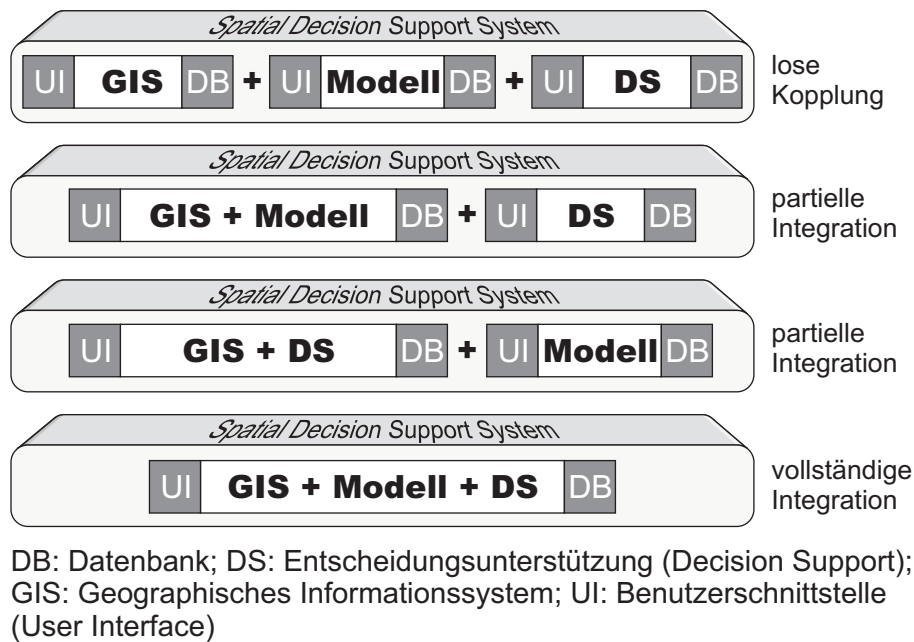 Spatial Decision Support System
UI GIS DB + UI Modell DB + UI DS DB
lose
Kopplung
Spatial Decision Support System
UI GIS + Modell DB + UI DS DB
partielle
Integration
Spatial Decision Support System
UI GIS + DS DB + UI Modell DB
partielle
Integration
Spatial Decision Support System
UI GIS + Modell + DS DB
vollständige
Integration
DB: Datenbank; DS: Entscheidungsunterstützung (Decision Support);
GIS: Geographisches Informationssystem; UI: Benutzerschnittstelle
(User Interface)